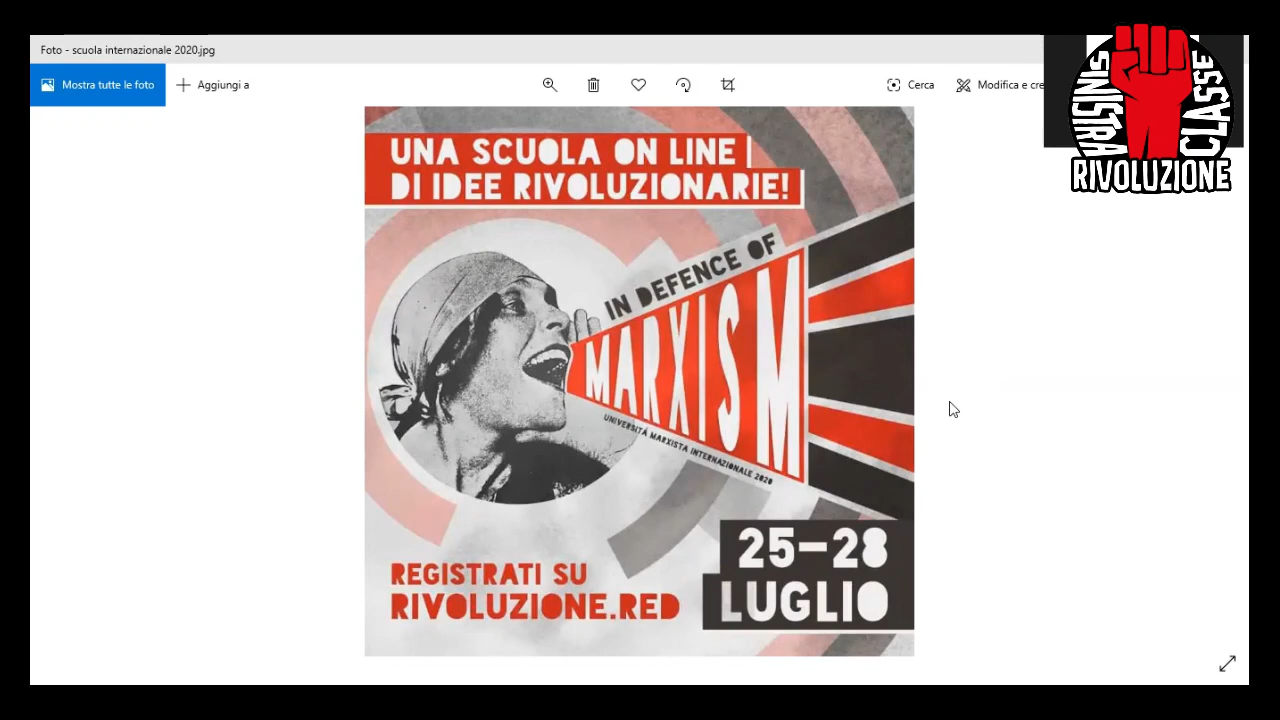 Foto - scuola internazionale 2020.jpg
Mostra tutte le foto
Aggiungi a
Cerca
Modifica e cre
SINISTRA
CLASSE
RIVOLUZIONE
UNA SCUOLA ON LINE
DI IDEE RIVOLUZIONARIE!
IN DEFENCE OF
MARXISM
UNIVERSITÁ MARXISTA INTERNAZIONALE 2020
25-28
LUGLIO
REGISTRATI SU
RIVOLUZIONE.RED